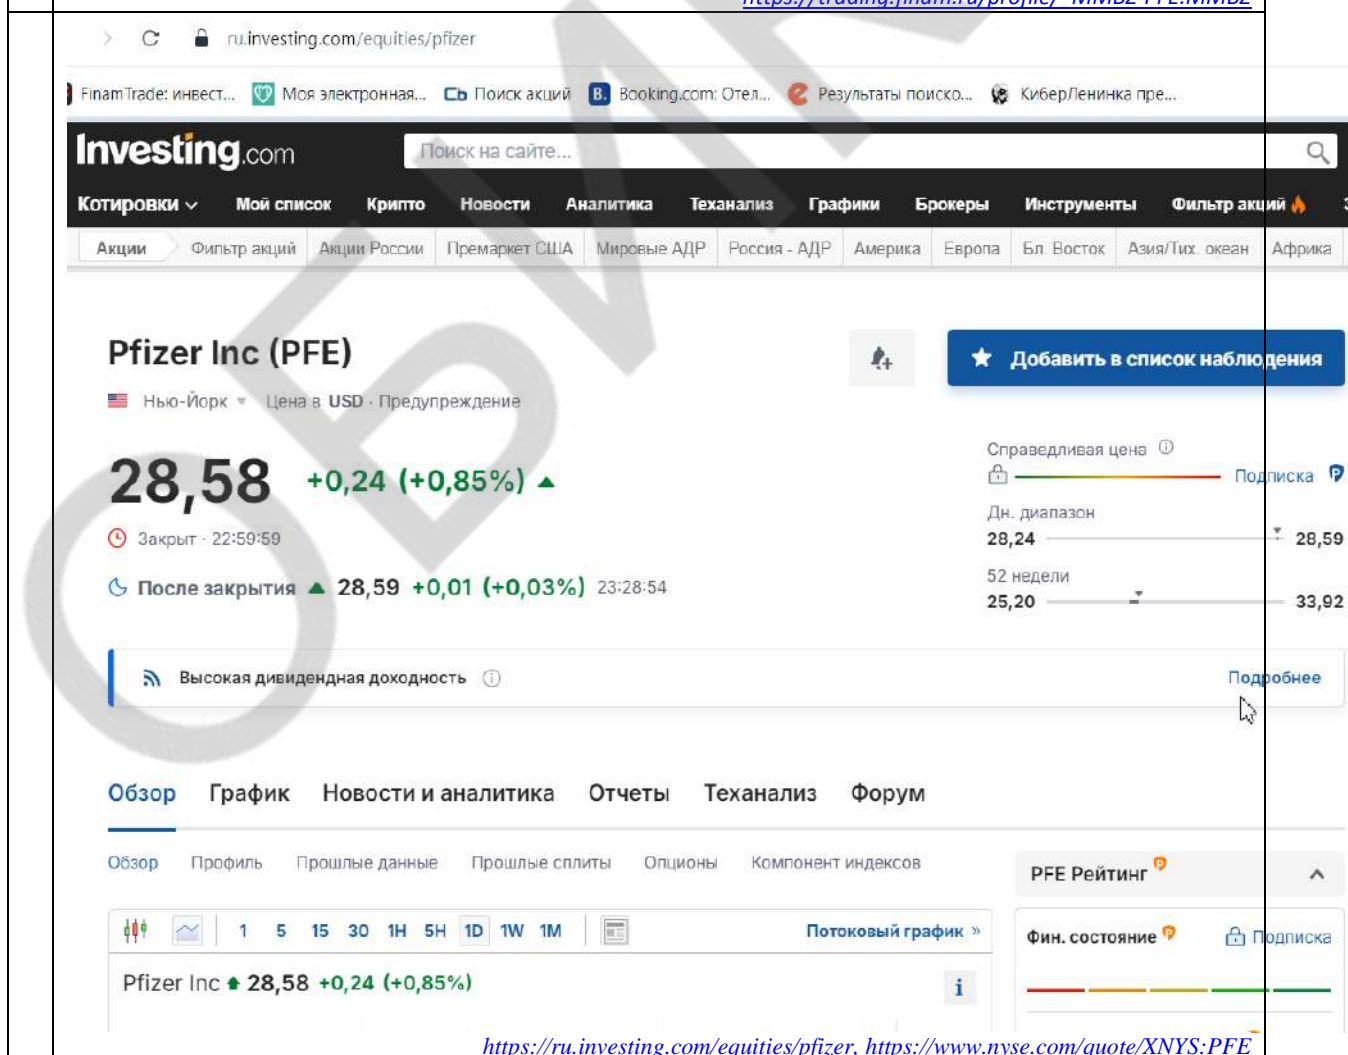 https://trading.finam.ru/profile/~MMBZ-PFE.MMBZ
ru.investing.com/equities/pfizer
FinamTrade: инвест... Моя электронная... Поиск акций Booking.com: Отел... Результаты поиско... КиберЛенинка пре...
Investing.com Поиск на сайте...
Котировки Мой список Крипто Новости Аналитика Теханализ Графики Брокеры Инструменты Фильтр акций
Акции Фильтр акций Акции России Премаркет США Мировые АДР Россия - АДР Америка Европа Бл. Восток Азия/Тих. океан Африка
Pfizer Inc (PFE)
Добавить в список наблюдения
Нью-Йорк Цена в USD · Предупреждение
Справедливая цена
28,58 +0,24 (+0,85%)
Подписка
Дн. диапазон
Закрыт · 22:59:59
28,24 28,59
52 недели
После закрытия 28,59 +0,01 (+0,03%) 23:28:54
25,20 33,92
Высокая дивидендная доходность Подробнее
Обзор График Новости и аналитика Отчеты Теханализ Форум
Обзор Профиль Прошлые данные Прошлые сплиты Опционы Компонент индексов
PFE Рейтинг
1 5 15 30 1H 5H 1D 1W 1M Потоковый график »
Фин. состояние Подписка
Pfizer Inc 28,58 +0,24 (+0,85%)
https://ru.investing.com/equities/pfizer, https://www.nyse.com/quote/XNYS:PFE